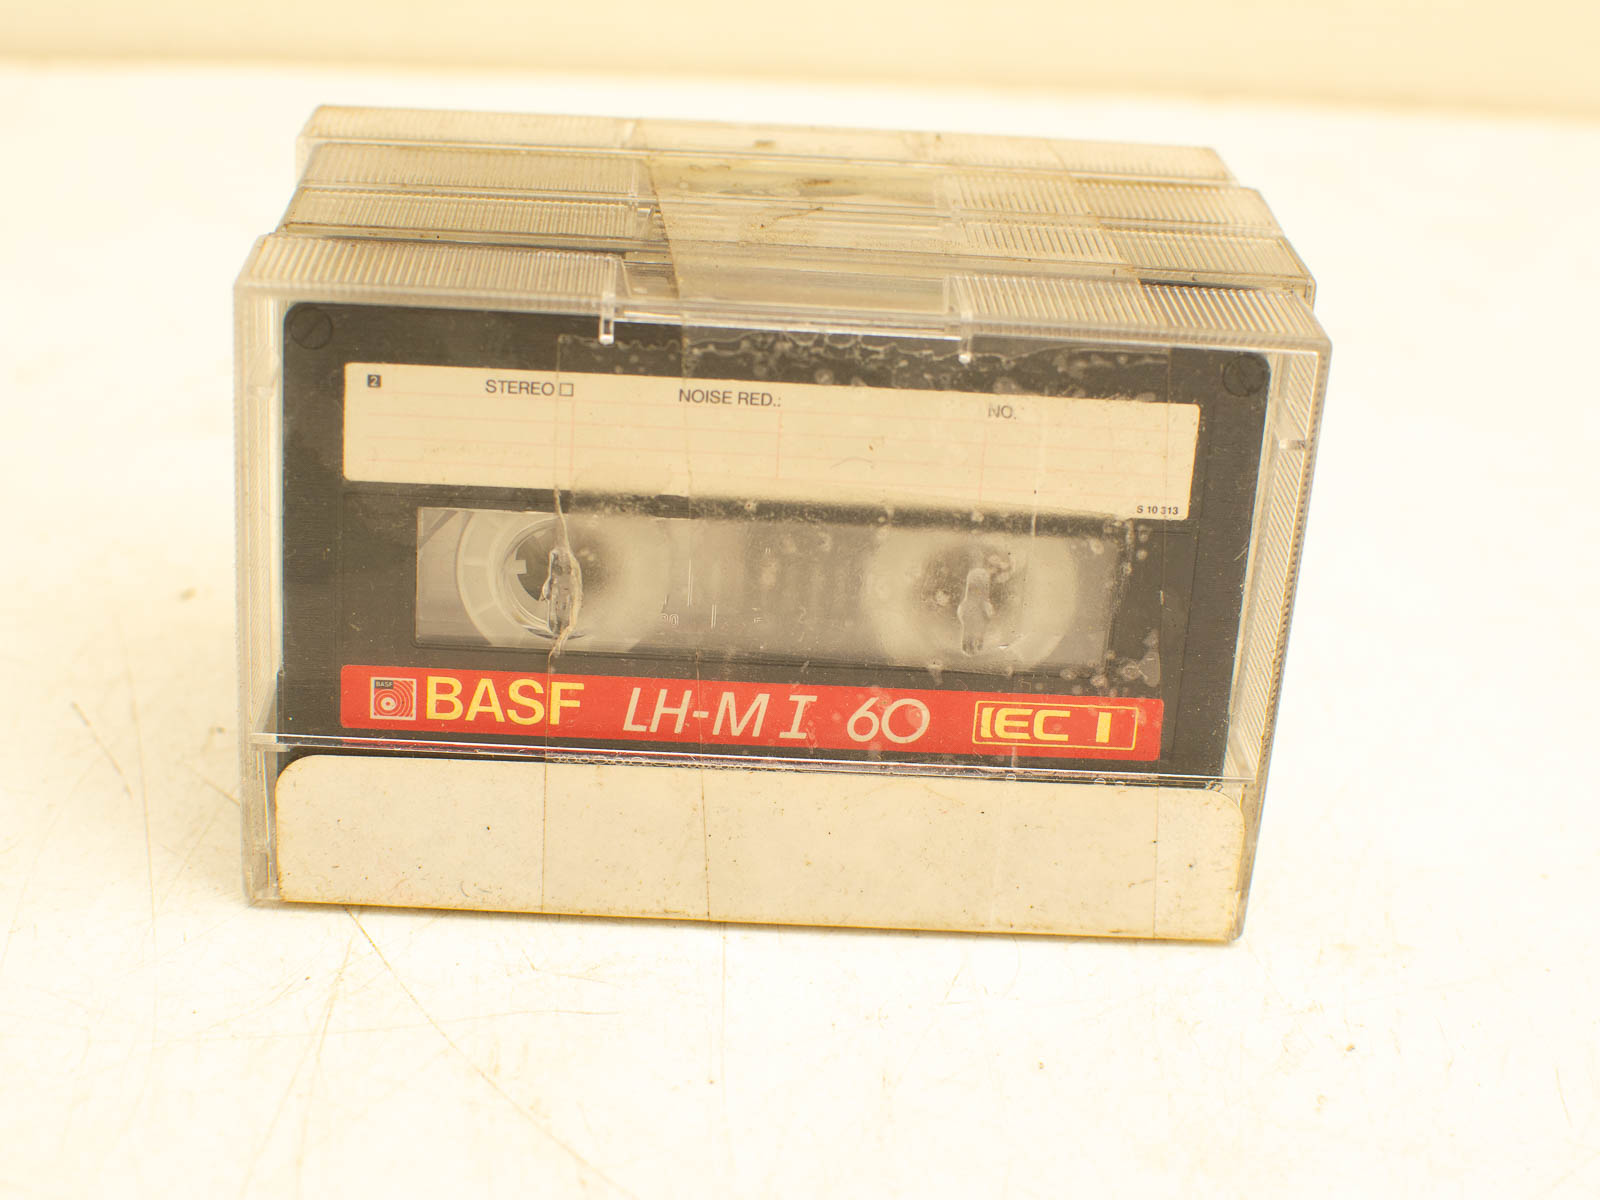 2 STEREO NOISE RED.: NO.
S 10 313
BASF BASF LH-M I 60 IEC I